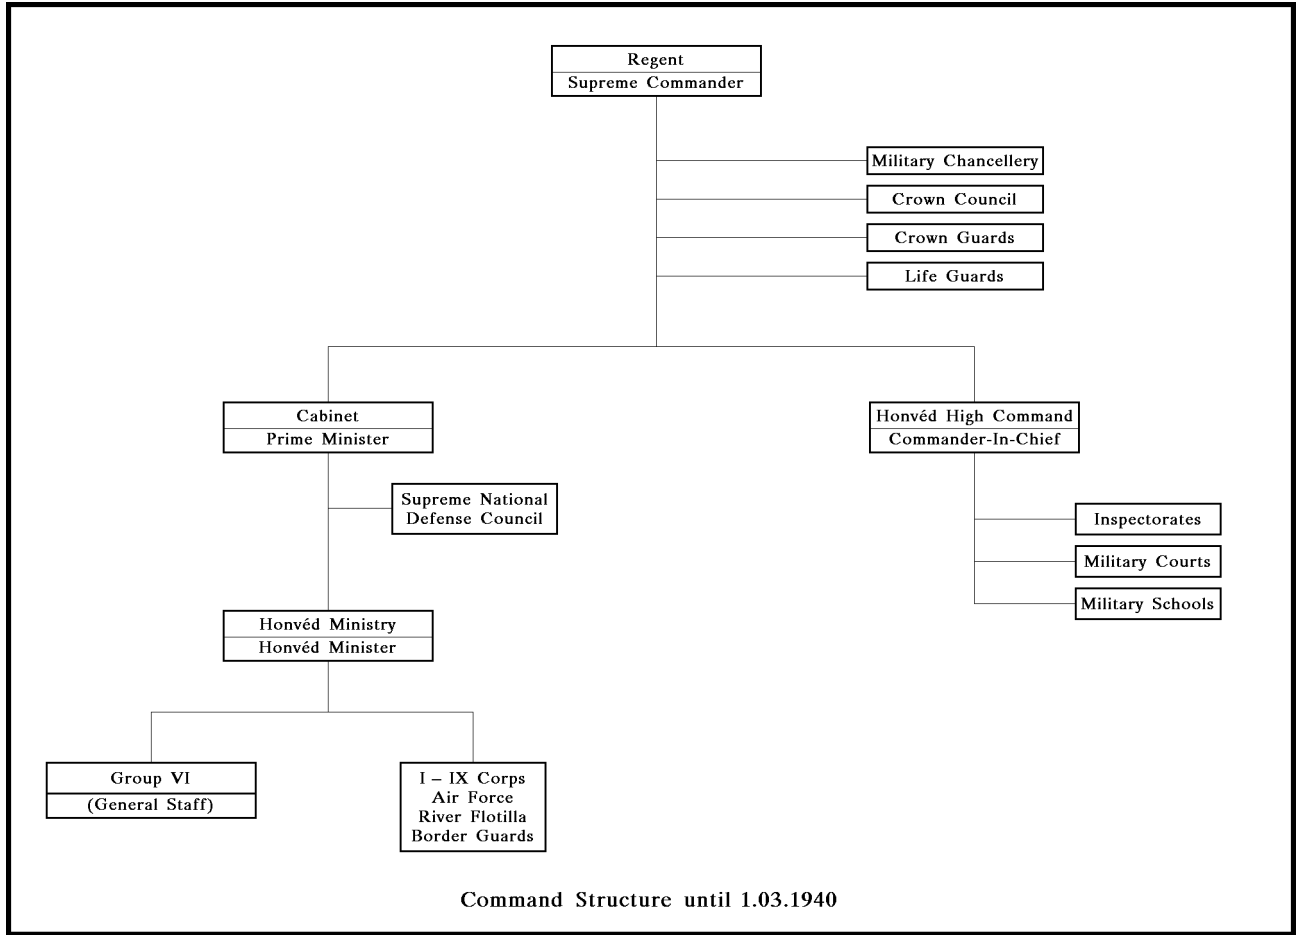 Regent
Supreme Commander
Military Chancellery
Crown Council
Crown Guards
Life Guards
Cabinet
Prime Minister
Honvéd High Command
Commander-In-Chief
Supreme National
Defense Council
Inspectorates
Military Courts
Military Schools
Honvéd Ministry
Honvéd Minister
Group VI
(General Staff)
I – IX Corps
Air Force
River Flotilla
Border Guards
Command Structure until 1.03.1940